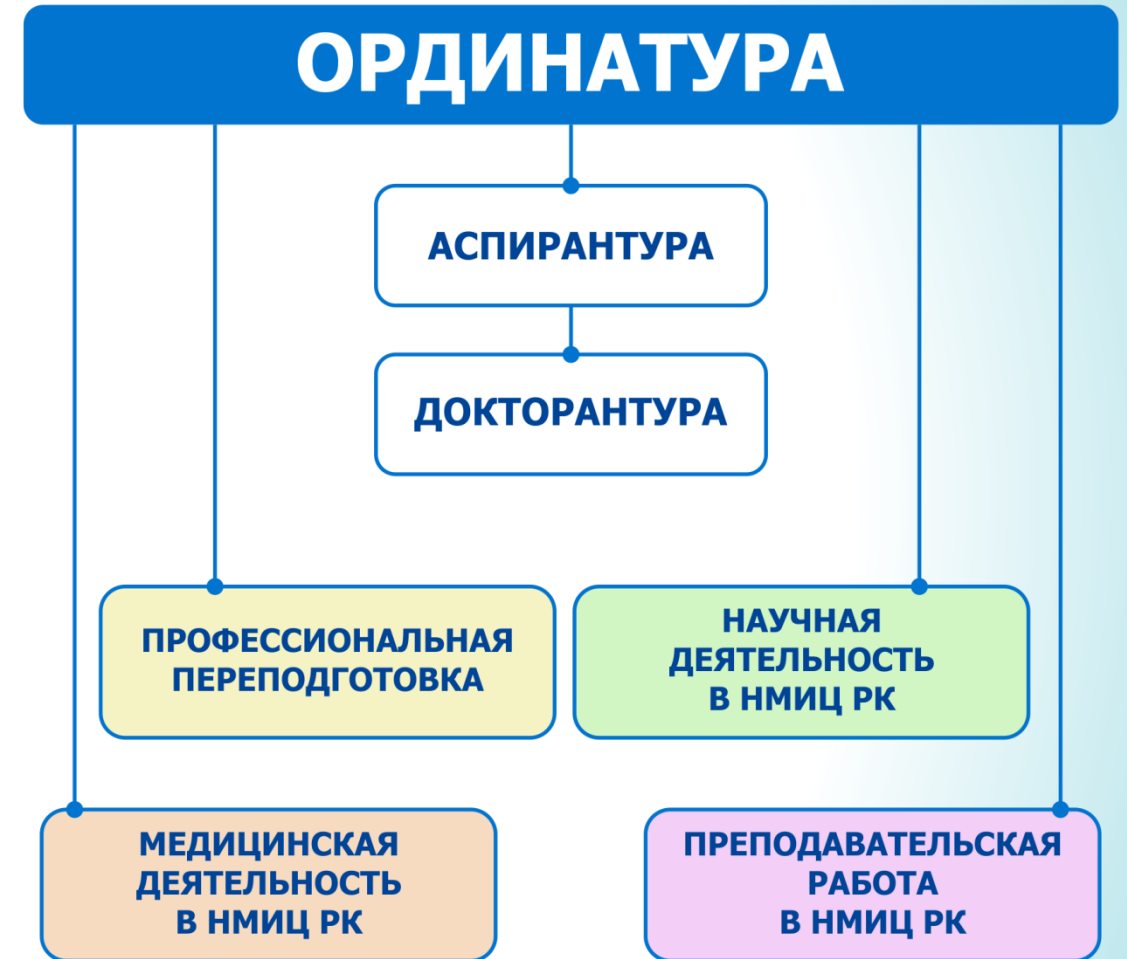 ОРДИНАТУРА
АСПИРАНТУРА
ДОКТОРАНТУРА
ПРОФЕССИОНАЛЬНАЯ
ПЕРЕПОДГОТОВКА
НАУЧНАЯ
ДЕЯТЕЛЬНОСТЬ
В НМИЦ РК
МЕДИЦИНСКАЯ
ДЕЯТЕЛЬНОСТЬ
В НМИЦ РК
ПРЕПОДАВАТЕЛЬСКАЯ
РАБОТА
В НМИЦ РК